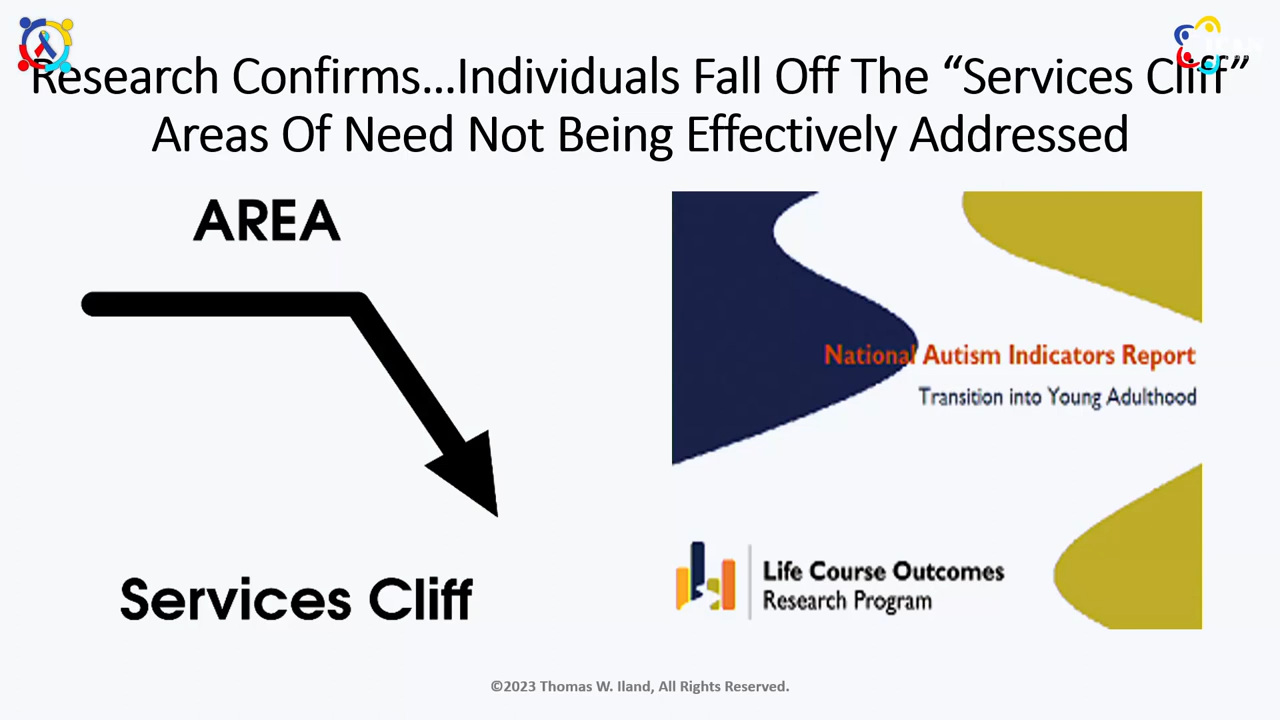 Research Confirms...Individuals Fall Off The “Services Cliff”
Areas Of Need Not Being Effectively Addressed
AREA
Services Cliff
National Autism Indicators Report
Transition into Young Adulthood
Life Course Outcomes
Research Program
©2023 Thomas W. Iland, All Rights Reserved.